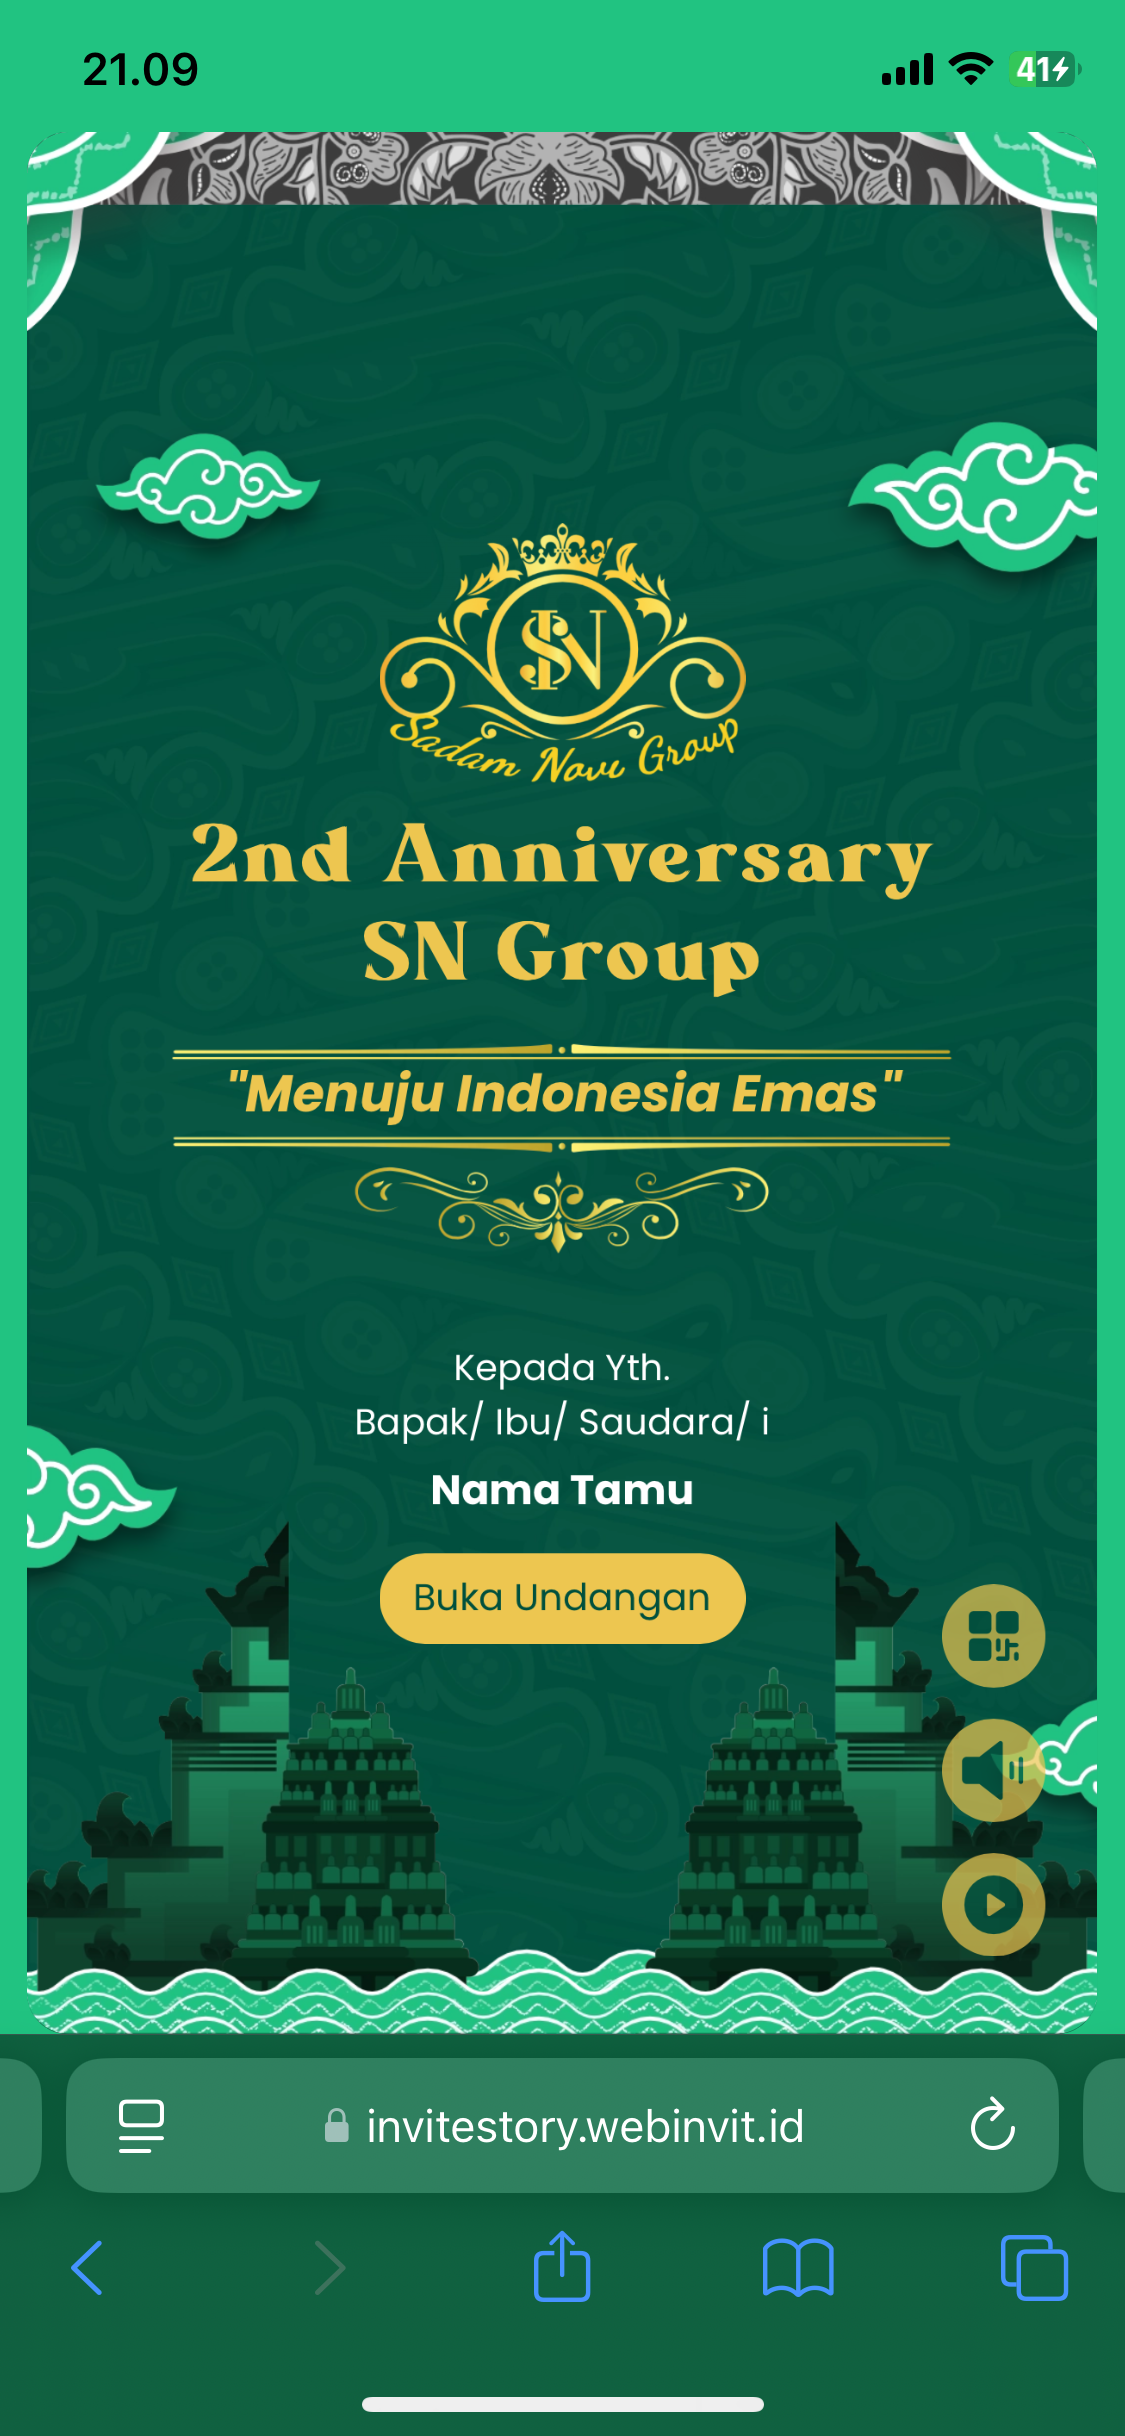 21.09
41
SN
Sadam Novi Group
2nd Anniversary
SN Group
"Menuju Indonesia Emas"
Kepada Yth.
Bapak/ Ibu/ Saudara/ i
Nama Tamu
Buka Undangan
invitestory.webinvit.id